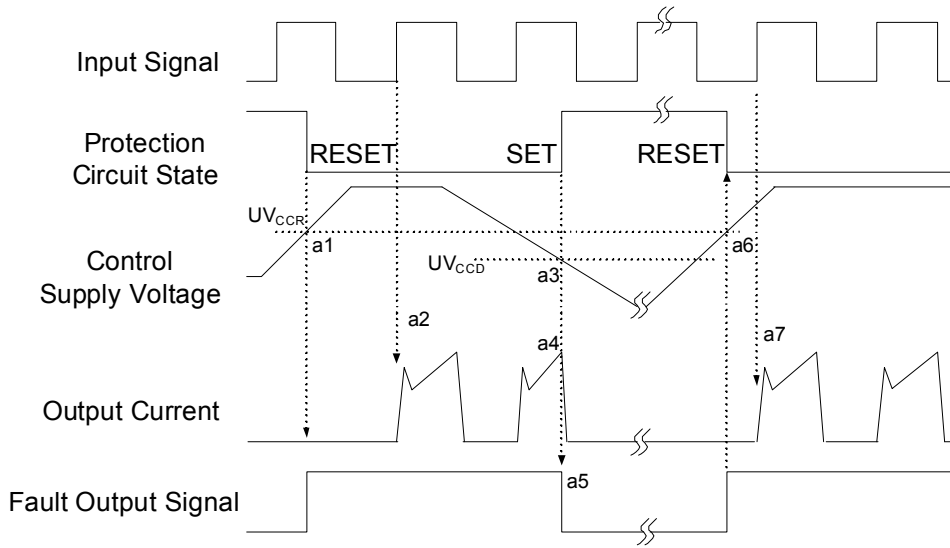 Input Signal
Protection
Circuit State
RESET
SET
RESET
UVCCR
a1
a6
UVCCD
a3
Control
Supply Voltage
a2
a4
a7
Output Current
a5
Fault Output Signal